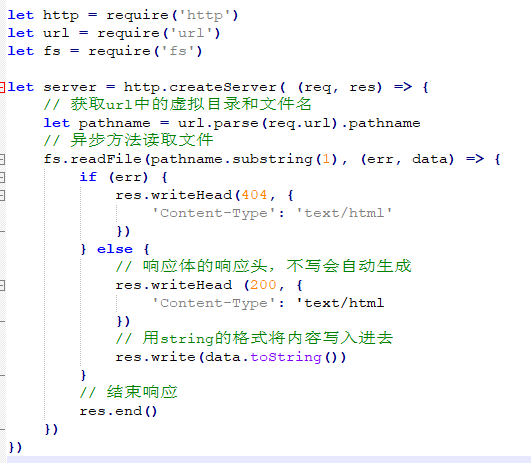 let http = require('http')
let url = require('url')
let fs = require('fs')

let server = http.createServer( (req, res) => {
    // 获取url中的虚拟目录和文件名
    let pathname = url.parse(req.url).pathname
    // 异步方法读取文件
    fs.readFile(pathname.substring(1), (err, data) => {
        if (err) {
            res.writeHead(404, {
                'Content-Type': 'text/html'
            })
        } else {
            // 响应体的响应头，不写会自动生成
            res.writeHead (200, {
                'Content-Type': 'text/html
            })
            // 用string的格式将内容写入进去
            res.write(data.toString())
        }
        // 结束响应
        res.end()
    })
})